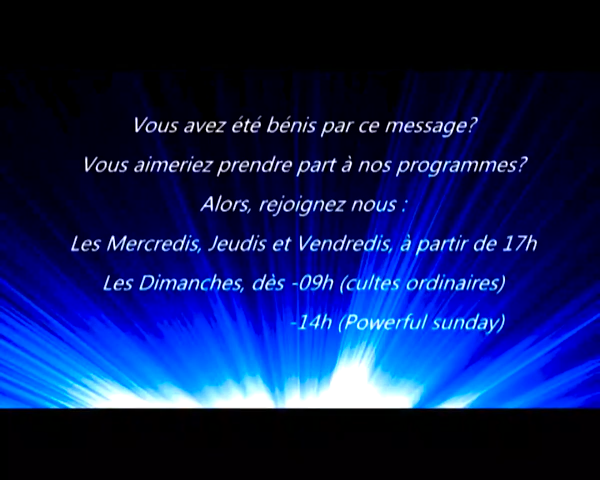 Vous avez été bénis par ce message?
Vous aimeriez prendre part à nos programmes?
Alors, rejoignez nous :
Les Mercredis, Jeudis et Vendredis, à partir de 17h
Les Dimanches, dès -09h (cultes ordinaires)
-14h (Powerful sunday)